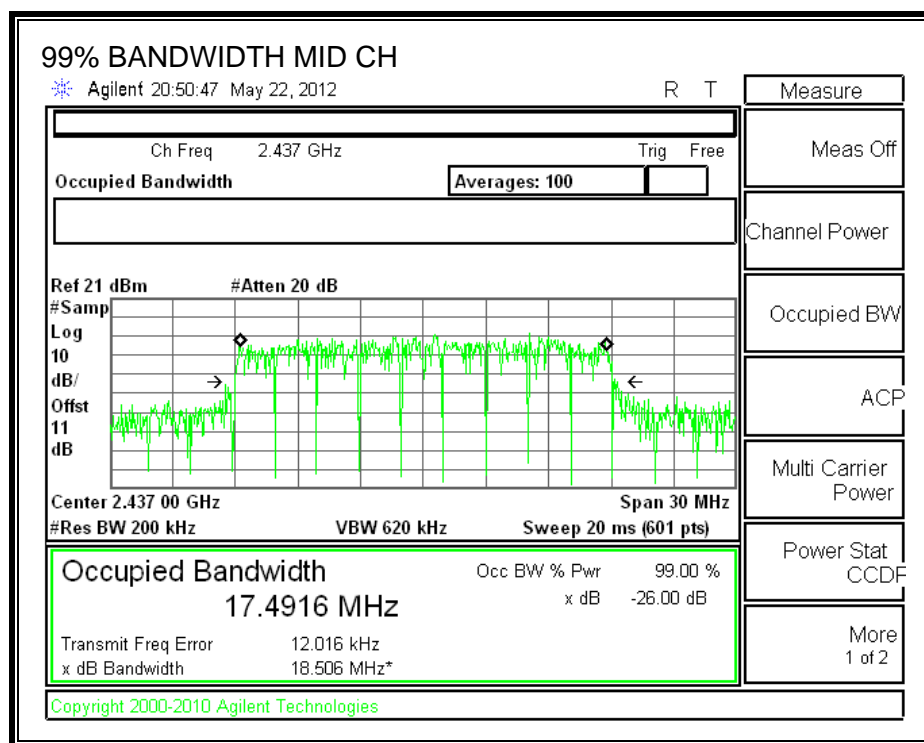 99% BANDWIDTH MID CH
Agilent 20:50:47 May 22, 2012 R T
Measure
Ch Freq 2.437 GHz Trig Free
Meas Off
Occupied Bandwidth Averages: 100
Channel Power
Ref 21 dBm #Atten 20 dB
#Samp
Log
10
dB/
Offst
11
dB
Occupied BW
ACP
Multi Carrier
Power
Center 2.437 00 GHz Span 30 MHz
#Res BW 200 kHz VBW 620 kHz Sweep 20 ms (601 pts)
Power Stat
CCDF
Occupied Bandwidth Occ BW % Pwr 99.00 %
17.4916 MHz x dB -26.00 dB
Transmit Freq Error 12.016 kHz
x dB Bandwidth 18.506 MHz*
More
1 of 2
Copyright 2000-2010 Agilent Technologies